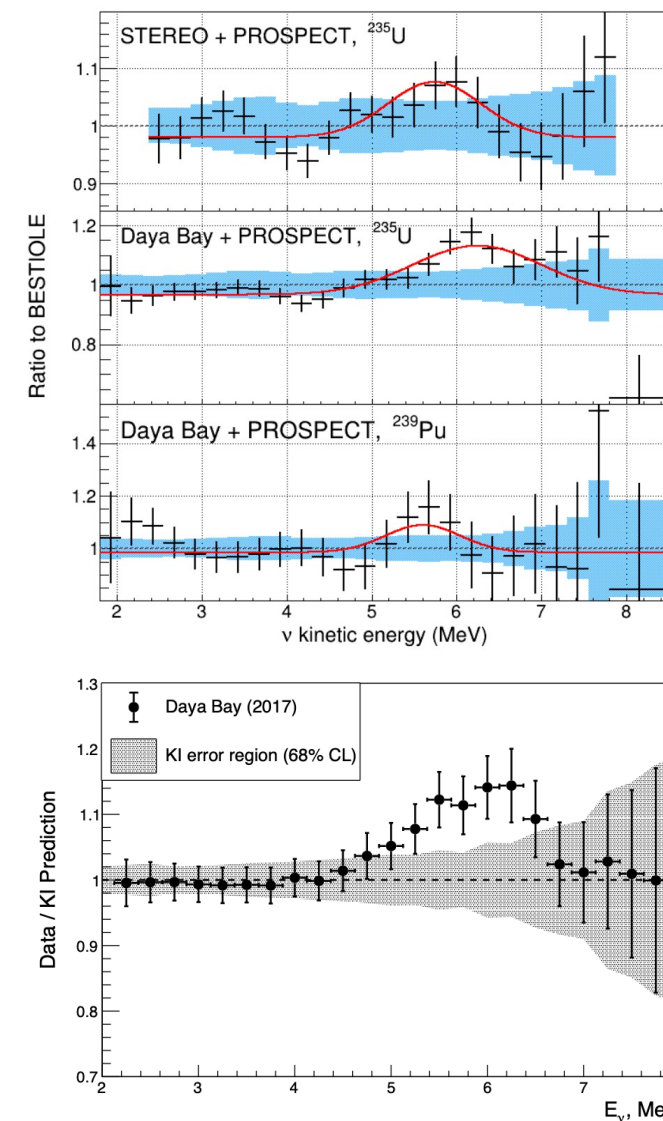 STEREO + PROSPECT, ²³⁵U
1.1
1
0.9
Daya Bay + PROSPECT, ²³⁵U
1.2
1
0.8
Daya Bay + PROSPECT, ²³⁹Pu
1.4
1.2
1
Ratio to BESTIOLE
2 3 4 5 6 7 8
ν kinetic energy (MeV)
1.3
1.2
1.1
1
0.9
0.8
0.7
Daya Bay (2017)
KI error region (68% CL)
Data / KI Prediction
2 3 4 5 6 7
Eᵥ, Me